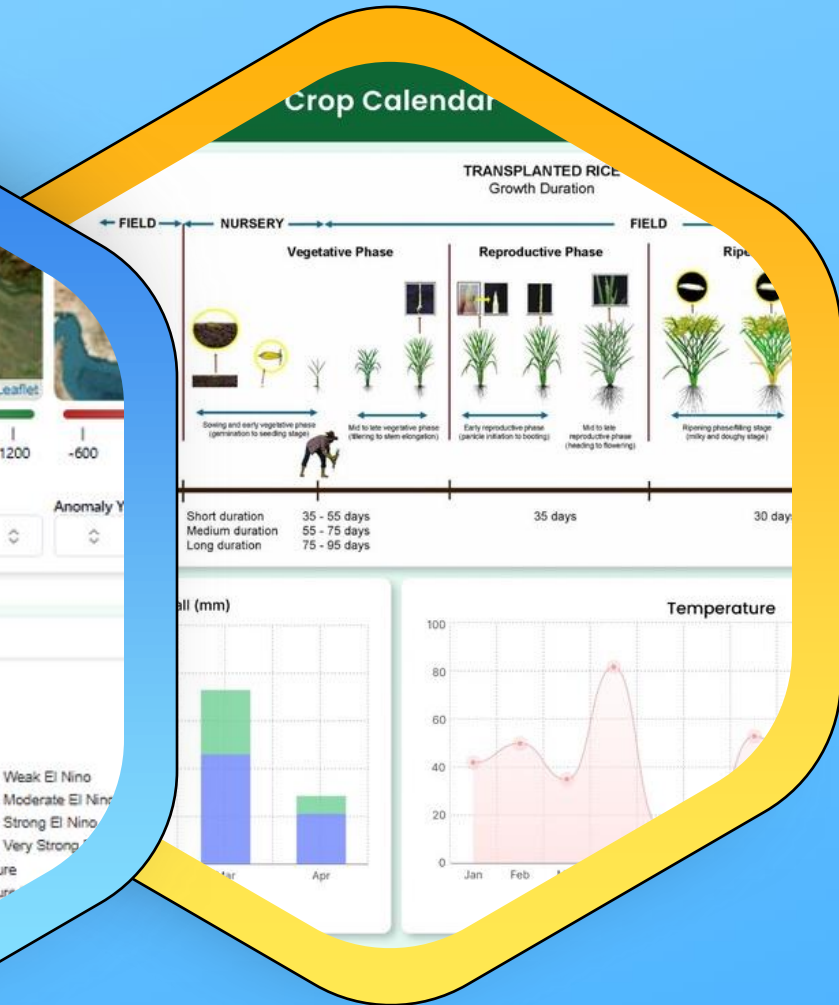 Crop Calendar
TRANSPLANTED RICE
Growth Duration
FIELD
NURSERY
FIELD
Vegetative Phase
Reproductive Phase
Sowing and early vegetative phase
(germination to seedling stage)
Mid to late vegetative phase
(tillering to stem elongation)
Early reproductive phase
(panicle initiation to booting)
Mid to late
reproductive phase
(heading to flowering)
Ripening phase/filling stage
(milky and doughy stage)
Short duration 35 - 55 days
Medium duration 55 - 75 days
Long duration 75 - 95 days
35 days
30 day
Leaflet
1200
-600
Anomaly Y
Weak El Nino
Moderate El Nino
Strong El Nino
Very Strong
all (mm)
Apr
Temperature
100
80
60
40
20
0
Jan
Feb